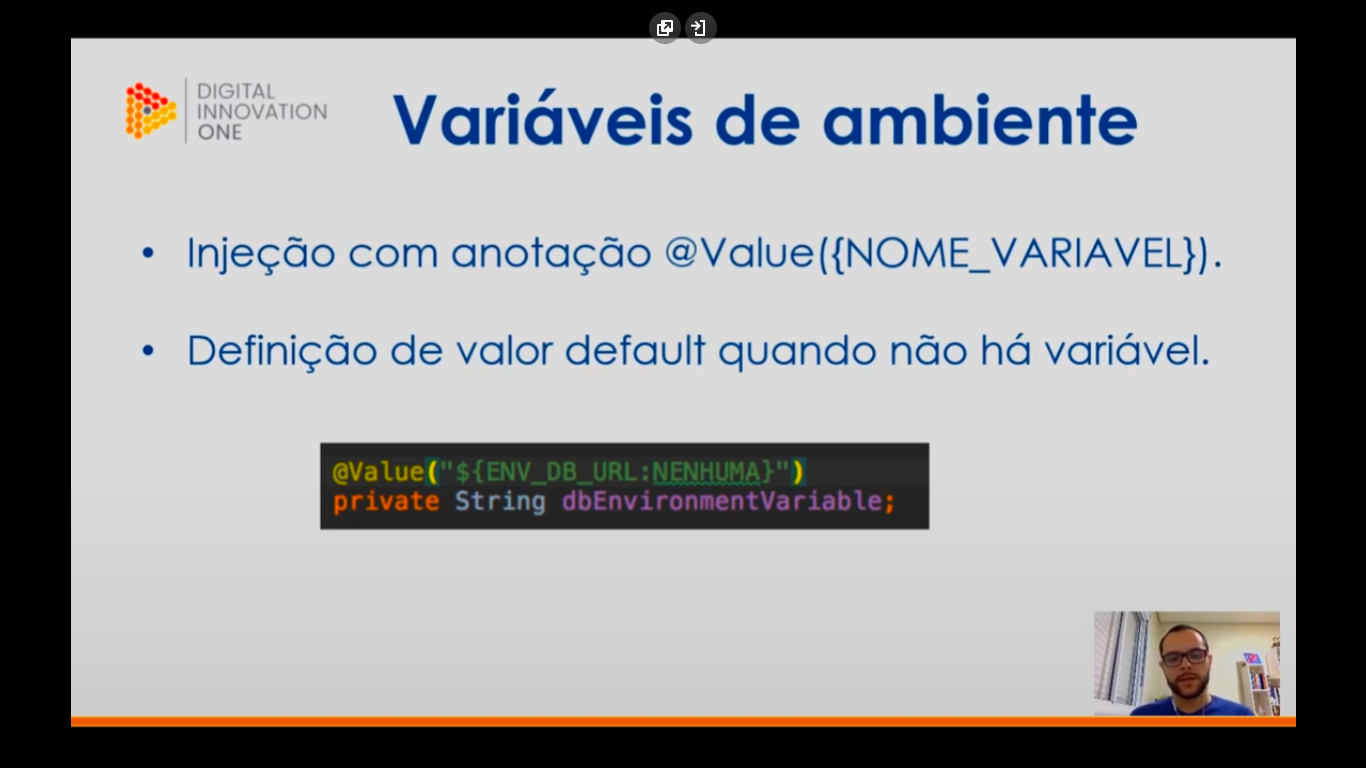 DIGITAL
INNOVATION
ONE
Variáveis de ambiente
• Injeção com anotação @Value({NOME_VARIAVEL}).
• Definição de valor default quando não há variável.
@Value("${ENV_DB_URL:NENHUMA}")
private String dbEnvironmentVariable;